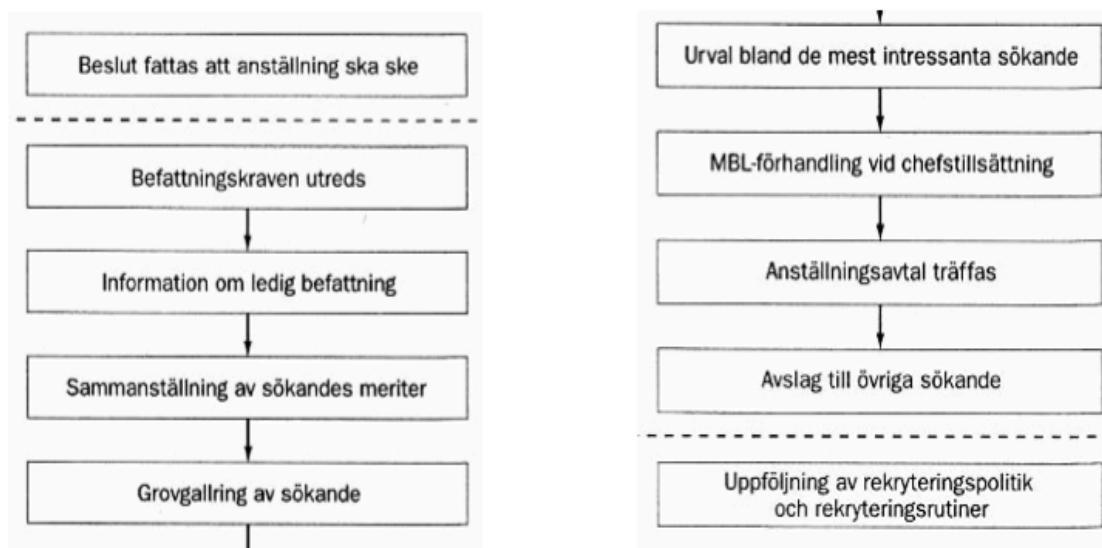 Beslut fattas att anställning ska ske
Befattningskraven utreds
Information om ledig befattning
Sammanställning av sökandes meriter
Grovgallring av sökande
Urval bland de mest intressanta sökande
MBL-förhandling vid chefstillsättning
Anställningsavtal träffas
Avslag till övriga sökande
Uppföljning av rekryteringspolitik
och rekryteringsrutiner